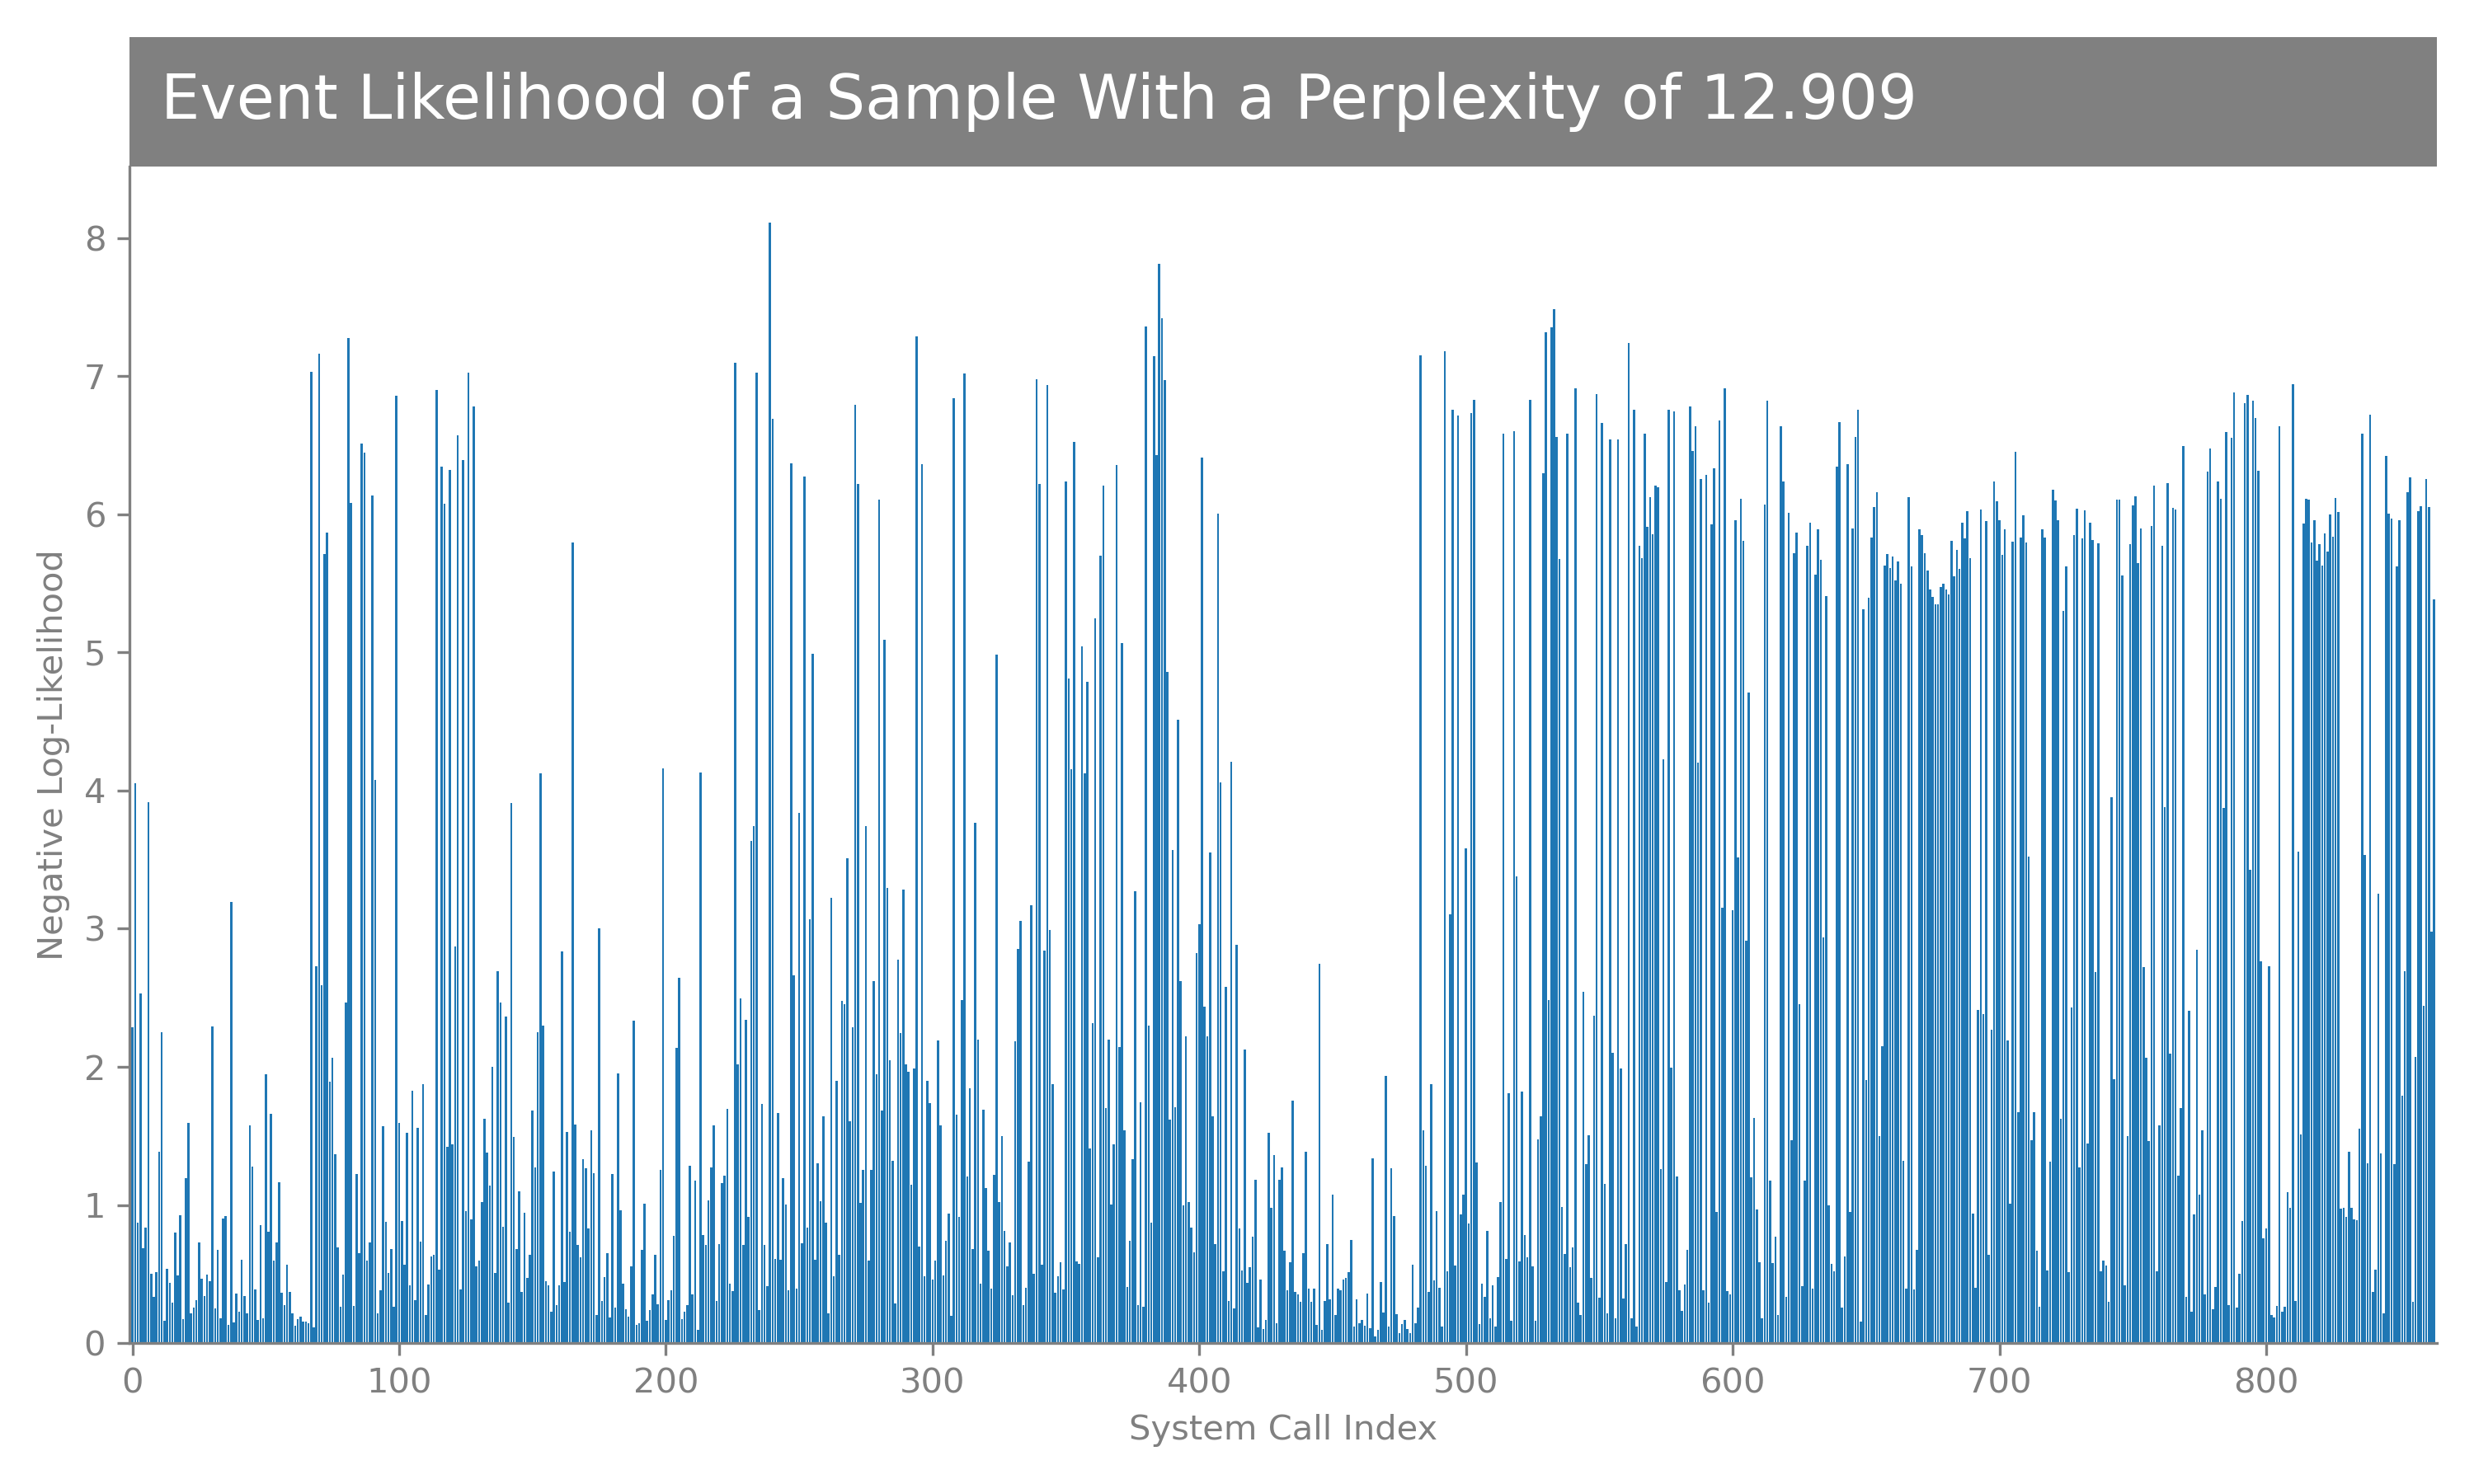 Event Likelihood of a Sample With a Perplexity of 12.909
8
7
6
5
4
3
2
1
0
Negative Log-Likelihood
0 100 200 300 400 500 600 700 800
System Call Index